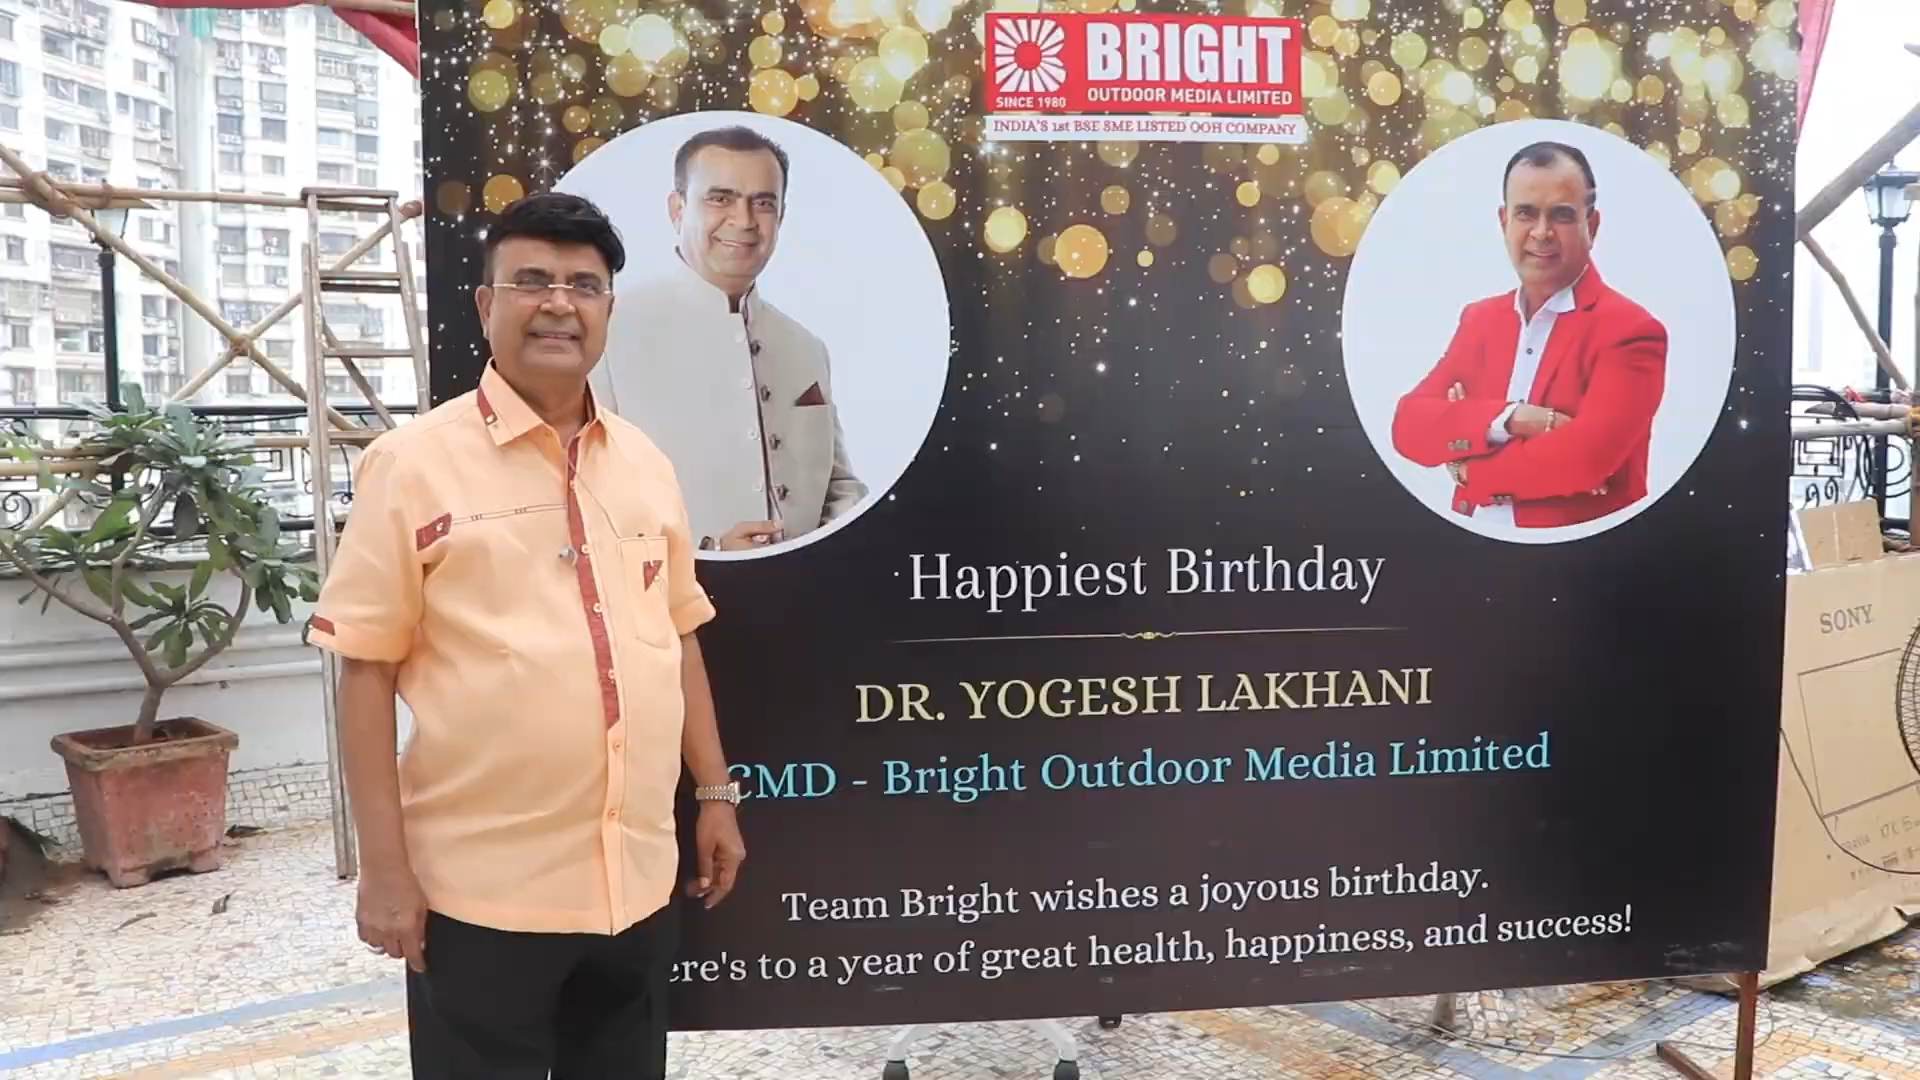 BRIGHT
SINCE 1980
OUTDOOR MEDIA LIMITED
INDIA'S 1st BSE SME LISTED OOH COMPANY
Happiest Birthday
DR. YOGESH LAKHANI
CMD - Bright Outdoor Media Limited
Team Bright wishes a joyous birthday.
ere's to a year of great health, happiness, and success!
SONY